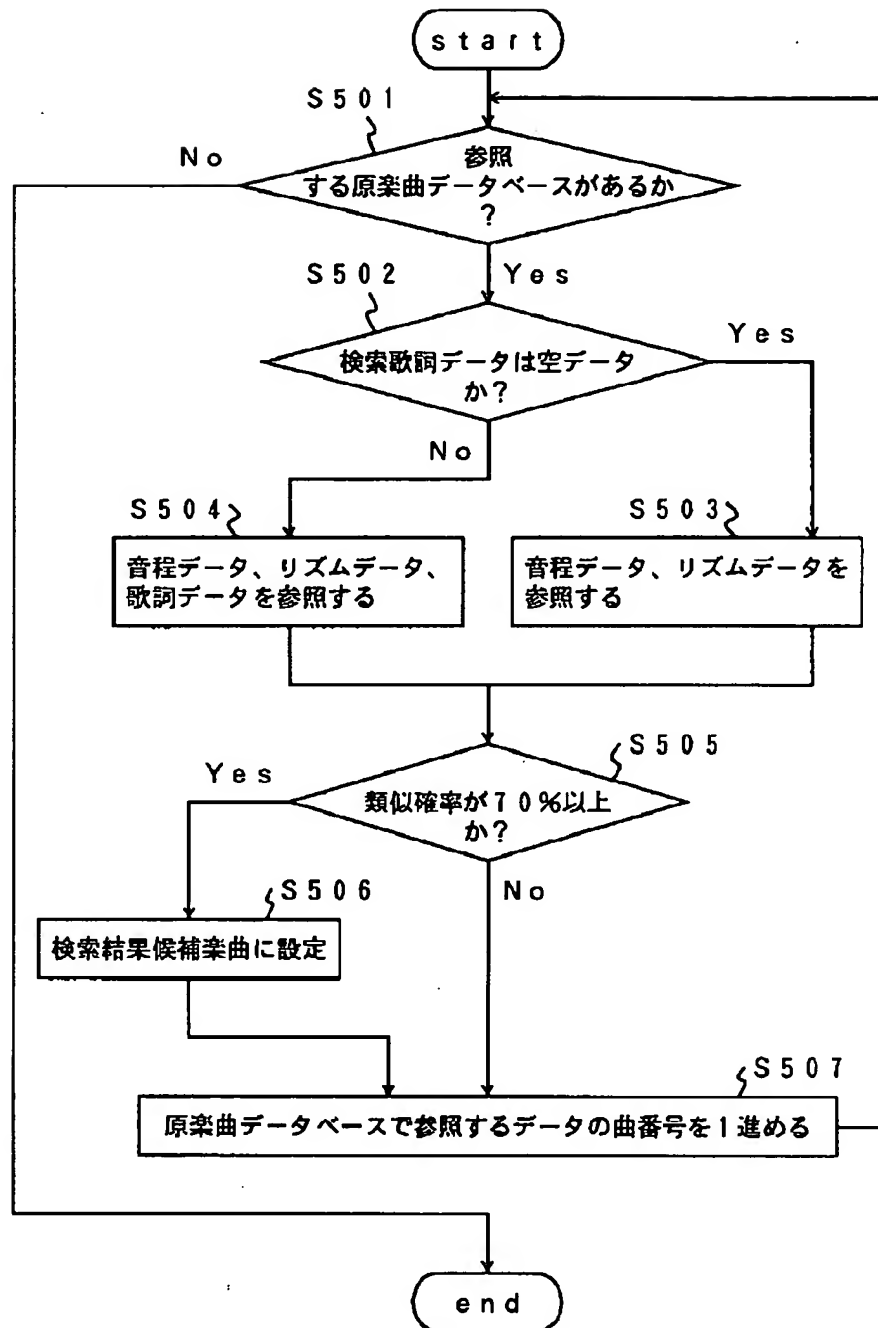 start
S501
No
参照
する原楽曲データベースがあるか
?
S502
Yes
検索歌詞データは空データ
か?
Yes
No
S504
音程データ、リズムデータ、
歌詞データを参照する
S503
音程データ、リズムデータを
参照する
S505
Yes
類似確率が70%以上
か?
No
S506
検索結果候補楽曲に設定
S507
原楽曲データベースで参照するデータの曲番号を1進める
end